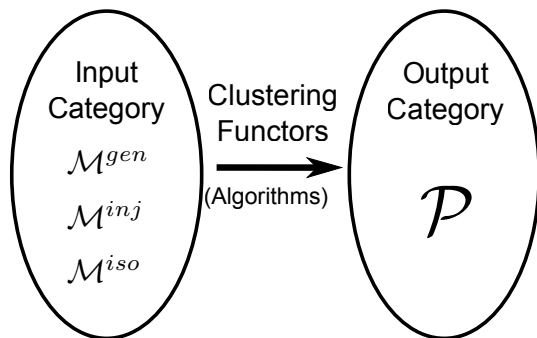 Input
Category
ℳ^{gen}
ℳ^{inj}
ℳ^{iso}
Clustering
Functors
(Algorithms)
Output
Category
𝒫